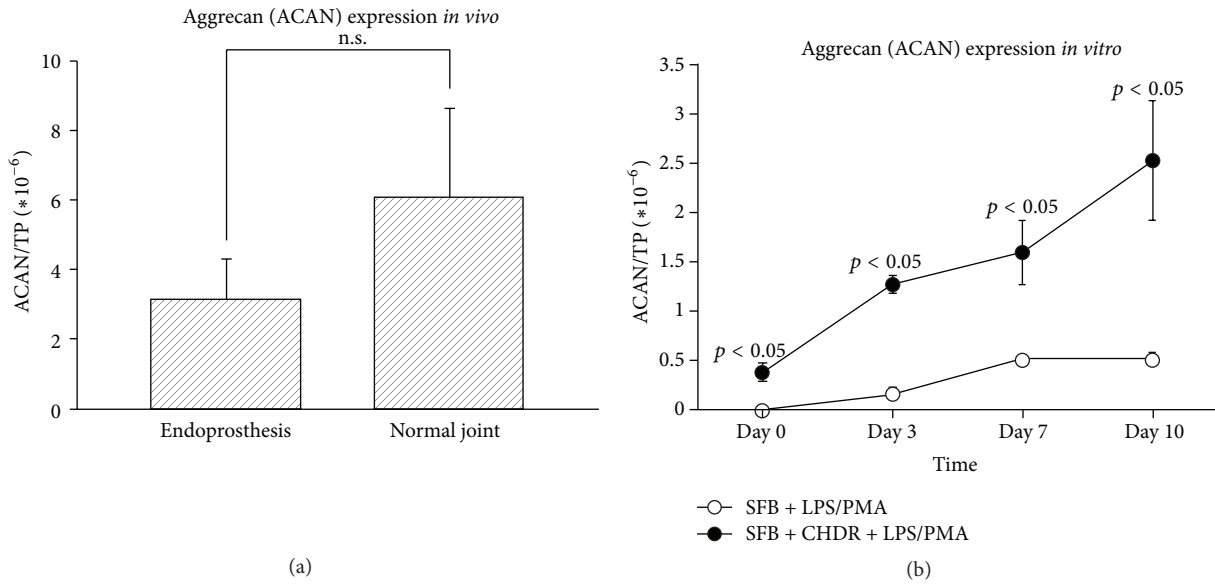 Aggrecan (ACAN) expression in vivo
n.s.
10
8
6
4
2
0
ACAN/TP (∗10−6)
Endoprosthesis
Normal joint
(a)
Aggrecan (ACAN) expression in vitro
3.5
3
2.5
2
1.5
1
0.5
0
ACAN/TP (∗10−6)
p < 0.05
p < 0.05
p < 0.05
p < 0.05
Day 0
Day 3
Day 7
Day 10
Time
SFB + LPS/PMA
SFB + CHDR + LPS/PMA
(b)